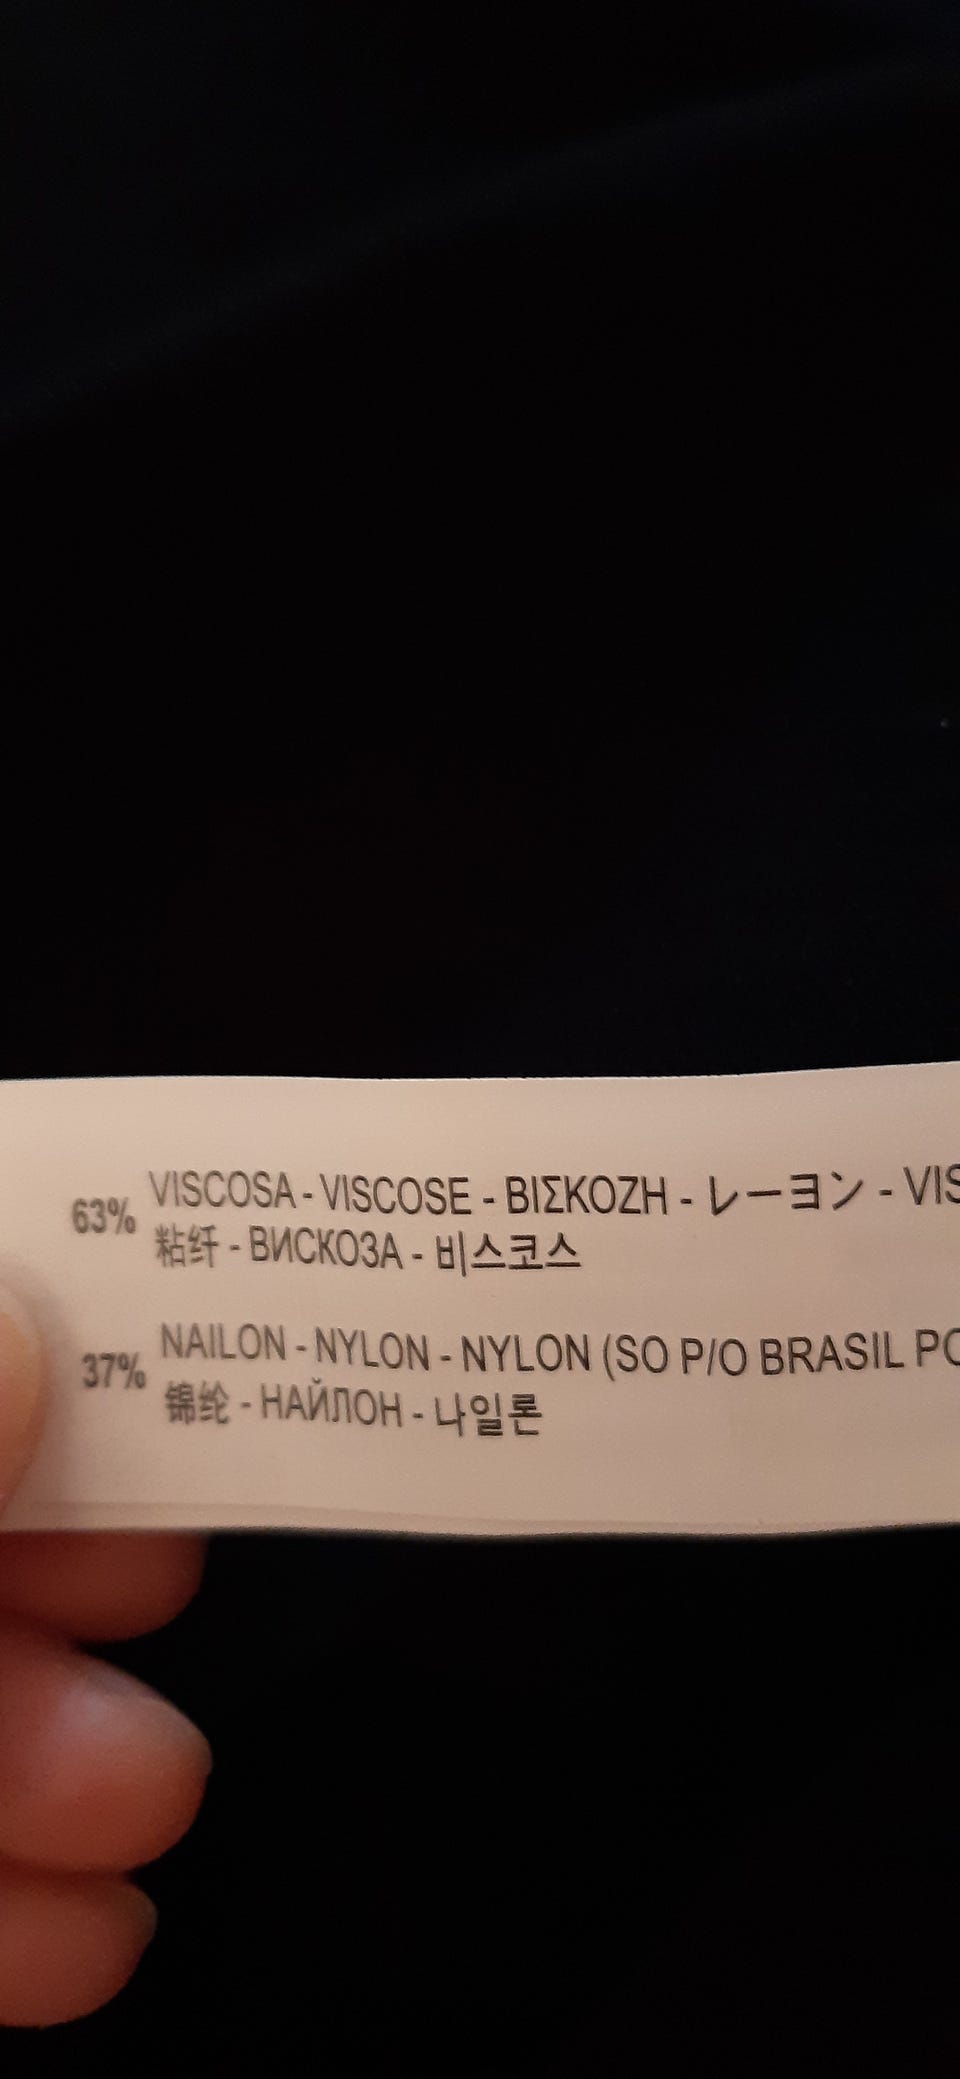 63% VISCOSA - VISCOSE - ΒΙΣΚΟΖΗ - レーヨン - VIS
粘纤 - ВИСКОЗА - 비스코스
37% NAILON - NYLON - NYLON (SO P/O BRASIL PO
锦纶 - НАЙЛОН - 나일론